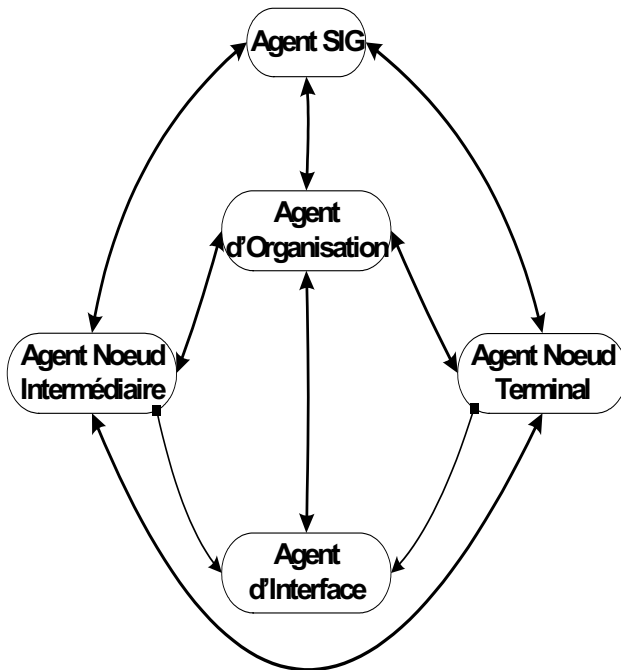 Agent SIG
Agent
d'Organisation
Agent Noeud
Intermédiaire
Agent Noeud
Terminal
Agent
d'Interface